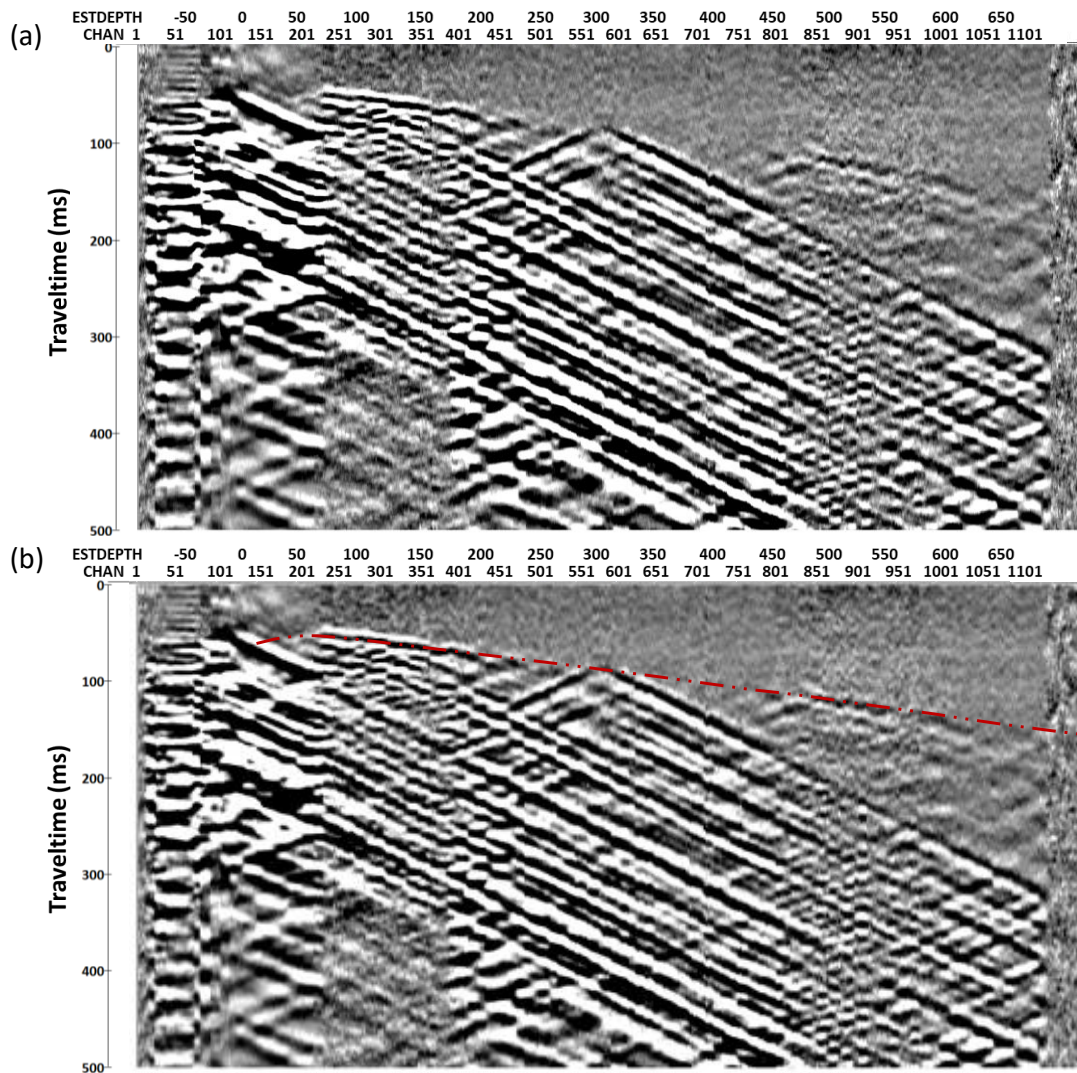 (a)
ESTDEPTH -50 0 50 100 150 200 250 300 350 400 450 500 550 600 650
CHAN 1 51 101 151 201 251 301 351 401 451 501 551 601 651 701 751 801 851 901 951 1001 1051 1101
0
100
200
300
400
500
Traveltime (ms)
(b)
ESTDEPTH -50 0 50 100 150 200 250 300 350 400 450 500 550 600 650
CHAN 1 51 101 151 201 251 301 351 401 451 501 551 601 651 701 751 801 851 901 951 1001 1051 1101
0
100
200
300
400
500
Traveltime (ms)